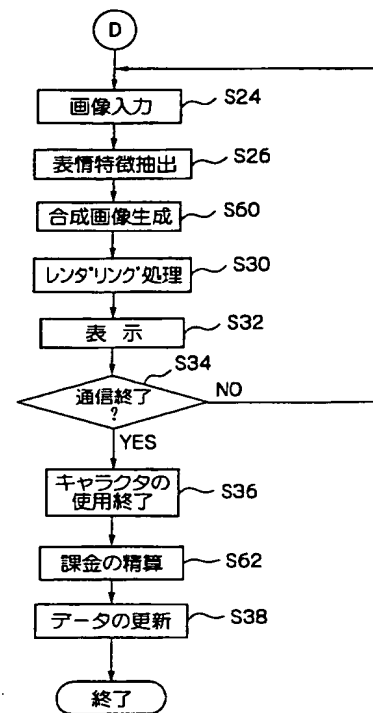 D
画像入力
S24
表情特徴抽出
S26
合成画像生成
S60
レンダリング処理
S30
表 示
S32
S34
通信終了
?
NO
YES
キャラクタの
使用終了
S36
課金の精算
S62
データの更新
S38
終了